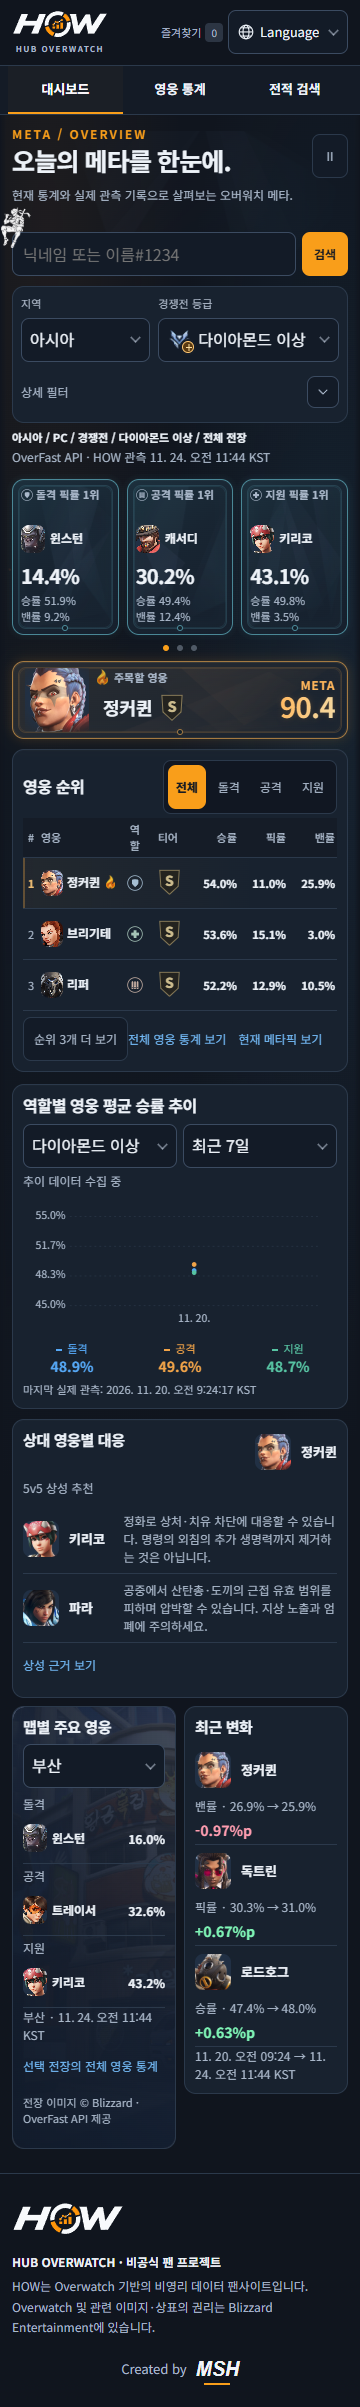 HOW
HUB OVERWATCH
즐겨찾기 0
Language
대시보드 영웅 통계 전적 검색
META / OVERVIEW
오늘의 메타를 한눈에.
현재 통계와 실제 관측 기록으로 살펴보는 오버워치 메타.
닉네임 또는 이름#1234 검색
지역 경쟁전 등급
아시아 다이아몬드 이상
상세 필터
아시아 / PC / 경쟁전 / 다이아몬드 이상 / 전체 전장
OverFast API · HOW 관측 11. 24. 오전 11:44 KST
돌격 픽률 1위 공격 픽률 1위 지원 픽률 1위
윈스턴 캐서디 키리코
14.4% 30.2% 43.1%
승률 51.9% 승률 49.4% 승률 49.8%
밴률 9.2% 밴률 12.4% 밴률 3.5%
주목할 영웅
정커퀸 S
META
90.4
영웅 순위
전체 돌격 공격 지원
# 영웅 역할 티어 승률 픽률 밴률
1 정커퀸 S 54.0% 11.0% 25.9%
2 브리기테 S 53.6% 15.1% 3.0%
3 리퍼 S 52.2% 12.9% 10.5%
순위 3개 더 보기 전체 영웅 통계 보기 현재 메타픽 보기
역할별 영웅 평균 승률 추이
다이아몬드 이상 최근 7일
추이 데이터 수집 중
55.0%
51.7%
48.3%
45.0%
11. 20.
돌격 공격 지원
48.9% 49.6% 48.7%
마지막 실제 관측: 2026. 11. 20. 오전 9:24:17 KST
상대 영웅별 대응
정커퀸
5v5 상성 추천
키리코
정화로 상처·치유 차단에 대응할 수 있습니
다. 명령의 외침의 추가 생명력까지 제거하
는 것은 아닙니다.
파라
공중에서 산탄총·도끼의 근접 유효 범위를
피하며 압박할 수 있습니다. 지상 노출과 엄
폐에 주의하세요.
상성 근거 보기
맵별 주요 영웅
부산
돌격
윈스턴 16.0%
공격
트레이서 32.6%
지원
키리코 43.2%
부산 · 11. 24. 오전 11:44
KST
선택 전장의 전체 영웅 통계
전장 이미지 © Blizzard ·
OverFast API 제공
최근 변화
정커퀸
밴률 · 26.9% → 25.9%
-0.97%p
독트린
픽률 · 30.3% → 31.0%
+0.67%p
로드호그
승률 · 47.4% → 48.0%
+0.63%p
11. 20. 오전 09:24 → 11.
24. 오전 11:44 KST
HOW
HUB OVERWATCH · 비공식 팬 프로젝트
HOW는 Overwatch 기반의 비영리 데이터 팬사이트입니다.
Overwatch 및 관련 이미지·상표의 권리는 Blizzard
Entertainment에 있습니다.
Created by MSH